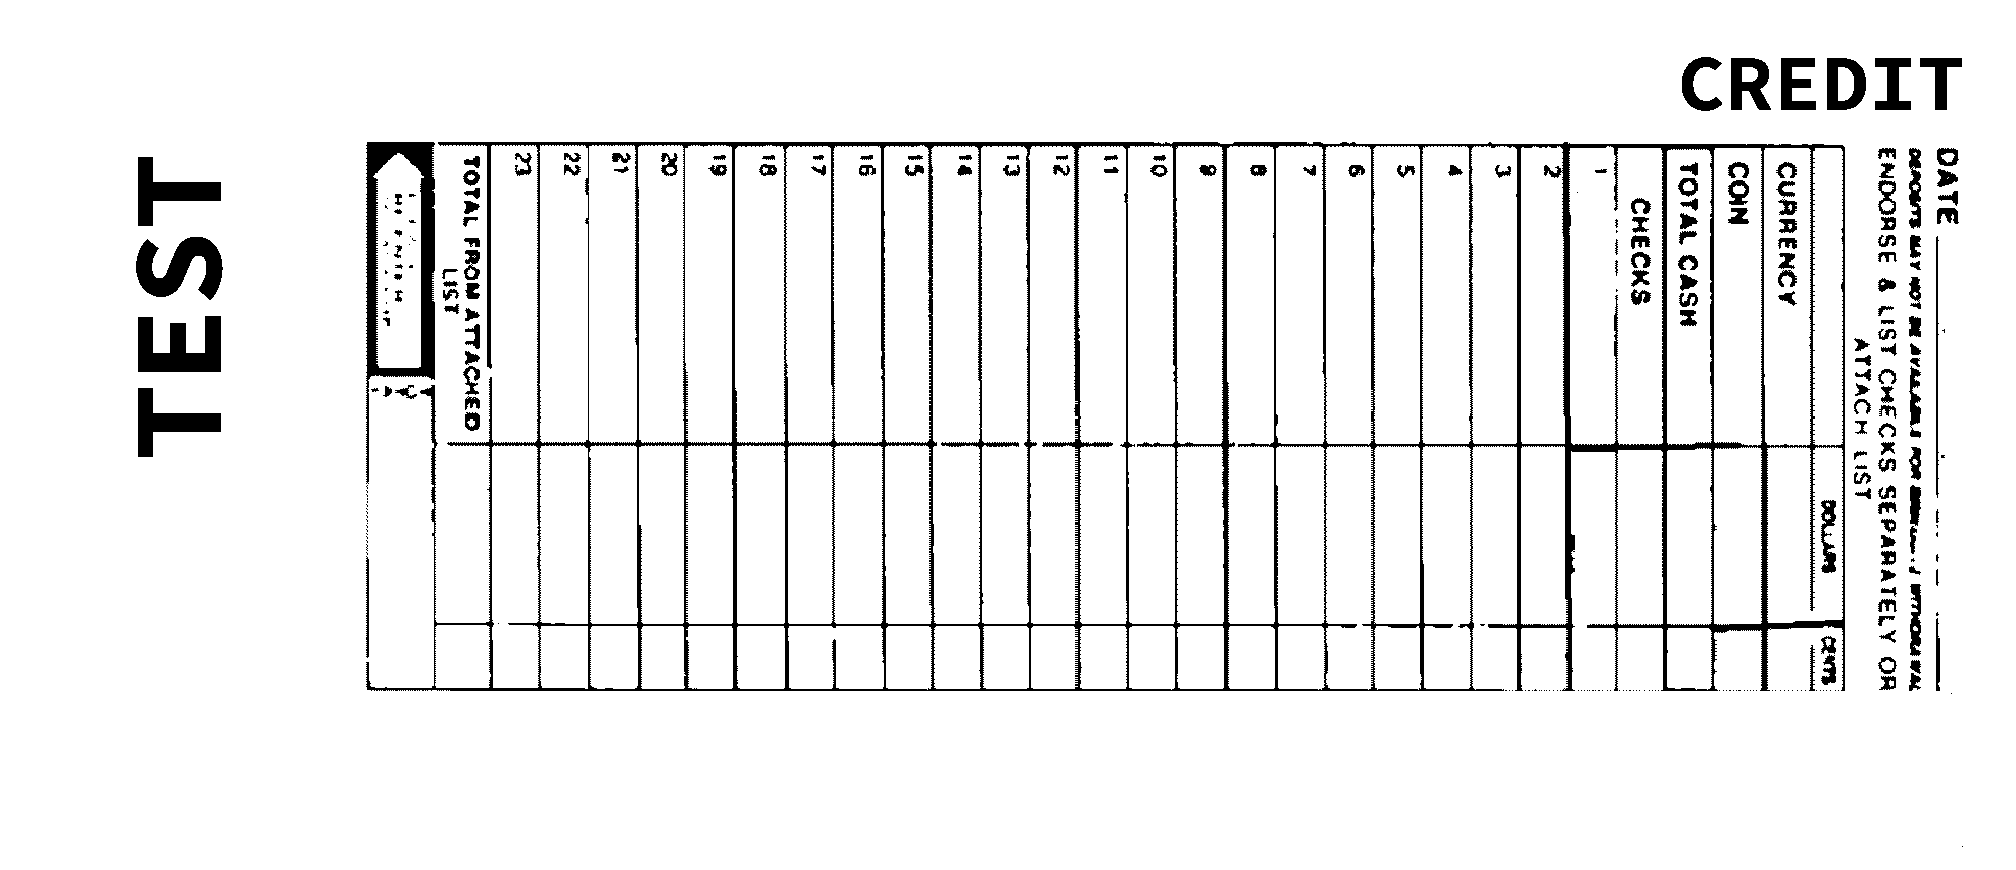 CREDIT
TEST
DATE
DEPOSITS MAY NOT BE AVAILABLE FOR WITHDRAWAL
ENDORSE & LIST CHECKS SEPARATELY OR
ATTACH LIST
DOLLARS CENTS
CURRENCY
COIN
TOTAL CASH
CHECKS
1
2
3
4
5
6
7
8
9
10
11
12
13
14
15
16
17
18
19
20
21
22
23
TOTAL FROM ATTACHED
LIST